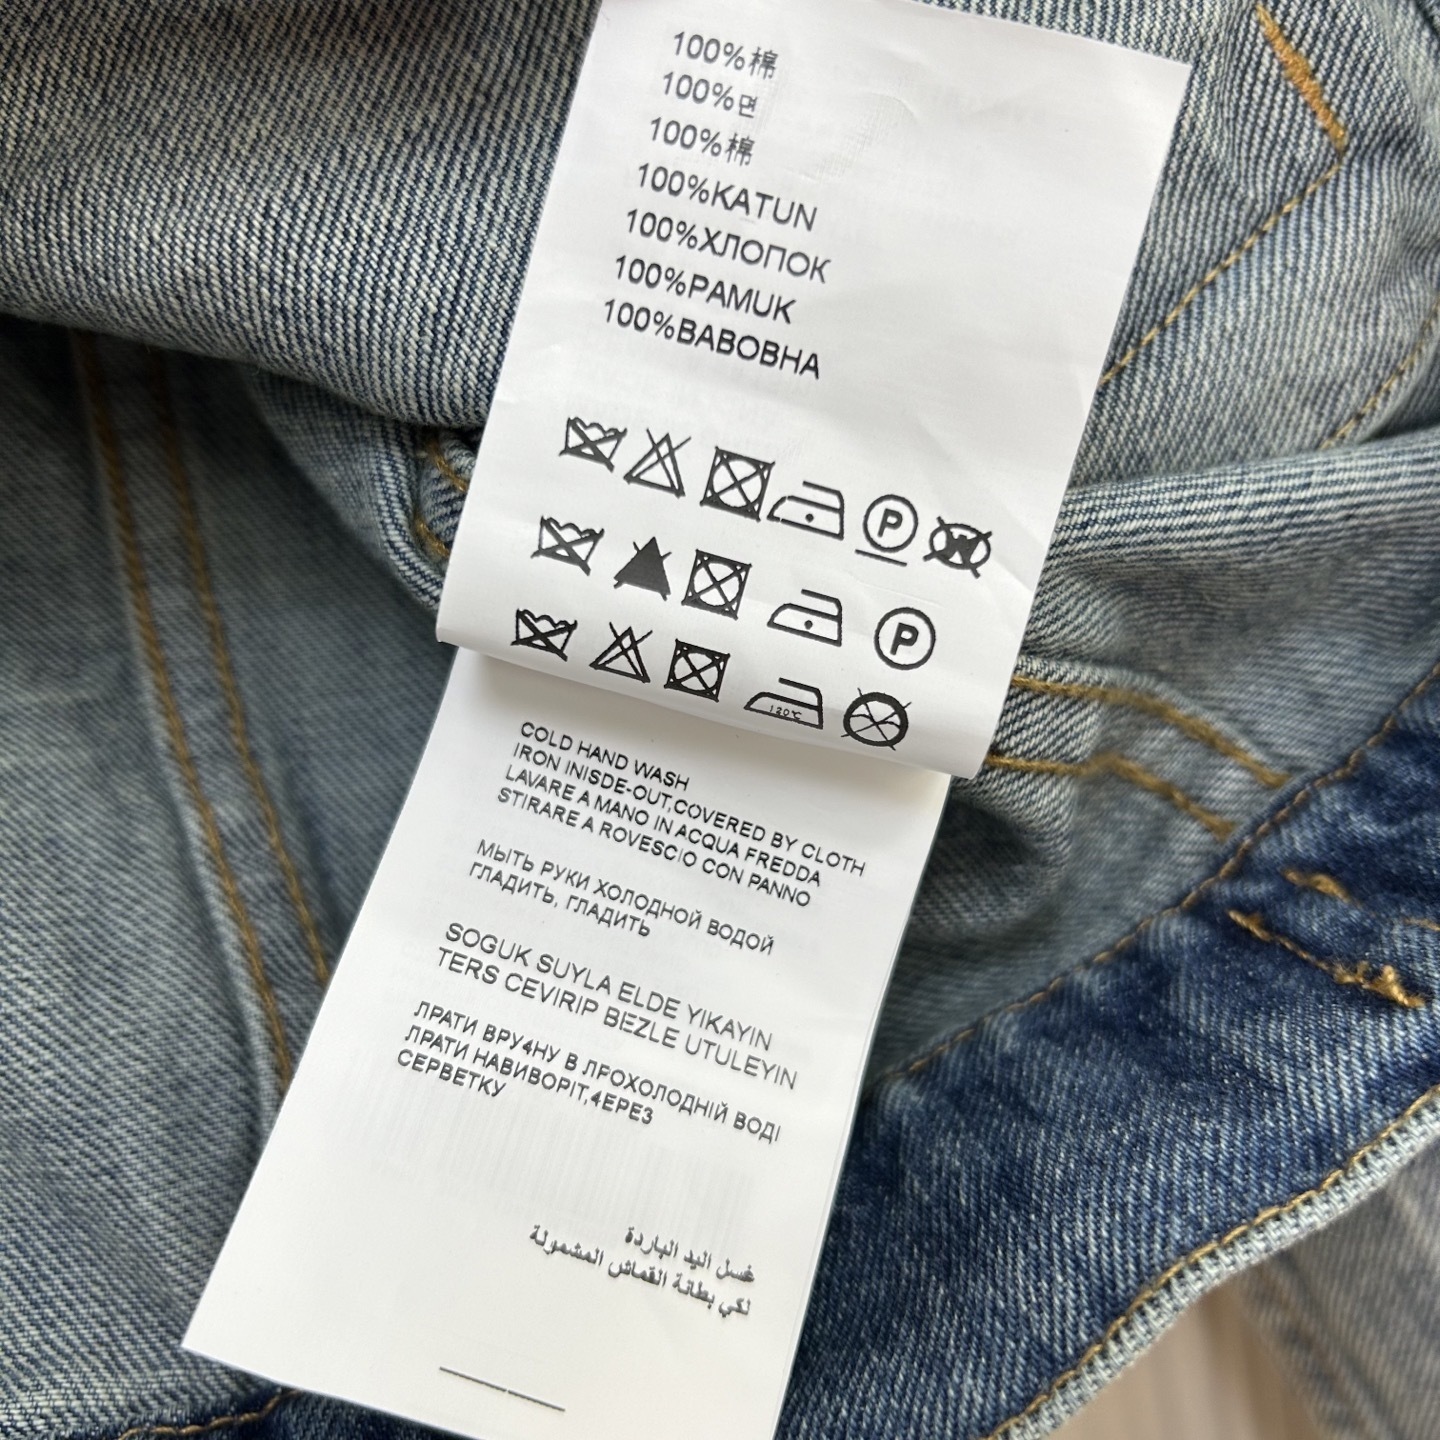 100%棉
100%면
100%棉
100%KATUN
100%ХЛОПОК
100%PAMUK
100%BABOBHA
P
W
P
120℃
COLD HAND WASH
IRON INISDE-OUT,COVERED BY CLOTH
LAVARE A MANO IN ACQUA FREDDA
STIRARE A ROVESCIO CON PANNO
МЫТЬ РУКИ ХОЛОДНОЙ ВОДОЙ
ГЛАДИТЬ, ГЛАДИТЬ
SOGUK SUYLA ELDE YIKAYIN
TERS CEVIRIP BEZLE UTULEYIN
ЛРАТИ ВРУ4НУ В ЛРОХОЛОДНІЙ ВОДІ
ЛРАТИ НАВИВОРІТ,4ЕРЕЗ
СЕРВЕТКУ
غسل اليد الباردة
لكي بطانة القماش المشمولة